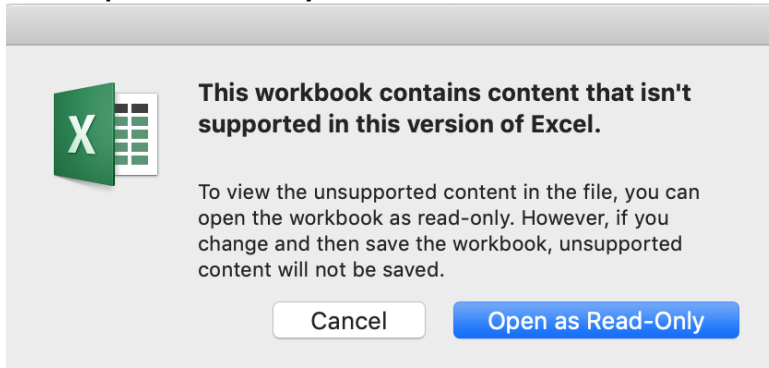 This workbook contains content that isn't
supported in this version of Excel.
X
To view the unsupported content in the file, you can
open the workbook as read-only. However, if you
change and then save the workbook, unsupported
content will not be saved.
Cancel
Open as Read-Only